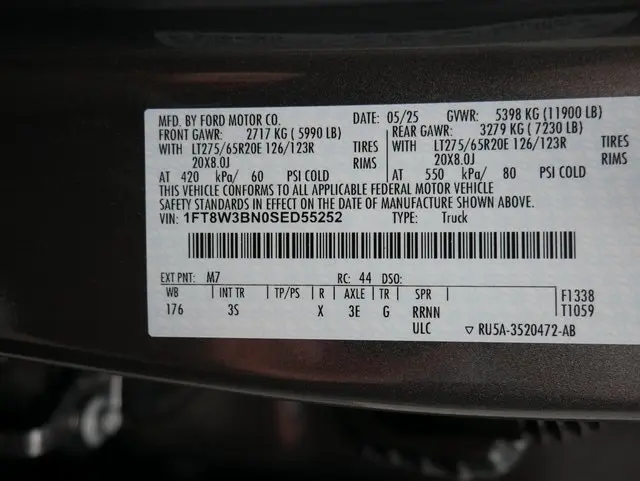 MFD. BY FORD MOTOR CO. DATE: 05/25 GVWR: 5398 KG (11900 LB)
FRONT GAWR: 2717 KG ( 5990 LB) REAR GAWR: 3279 KG ( 7230 LB)
WITH LT275/65R20E 126/123R TIRES WITH LT275/65R20E 126/123R TIRES
20X8.0J RIMS 20X8.0J RIMS
AT 420 kPa/ 60 PSI COLD AT 550 kPa/ 80 PSI COLD
THIS VEHICLE CONFORMS TO ALL APPLICABLE FEDERAL MOTOR VEHICLE
SAFETY STANDARDS IN EFFECT ON THE DATE OF MANUFACTURE SHOWN ABOVE.
VIN: 1FT8W3BN0SED55252 TYPE: Truck
EXT PNT: M7 RC: 44 DSO:
WB INT TR TP/PS R AXLE TR SPR F1338
176 3S X 3E G RRNN T1059
ULC ▽ RU5A-3520472-AB